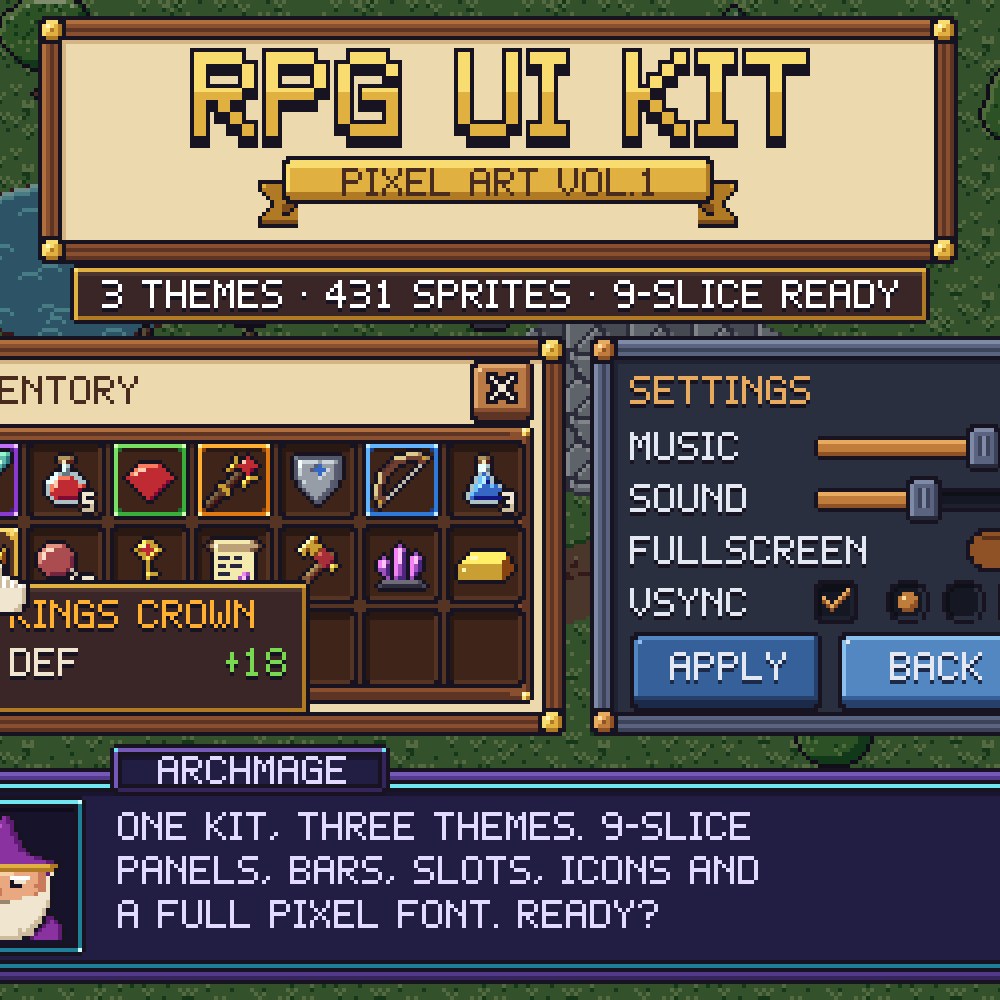 RPG UI KIT
PIXEL ART VOL.1
3 THEMES · 431 SPRITES · 9-SLICE READY
ENTORY
5
3
KINGS CROWN
DEF +18
SETTINGS
MUSIC
SOUND
FULLSCREEN
VSYNC
APPLY
BACK
ARCHMAGE
ONE KIT, THREE THEMES. 9-SLICE
PANELS, BARS, SLOTS, ICONS AND
A FULL PIXEL FONT. READY?